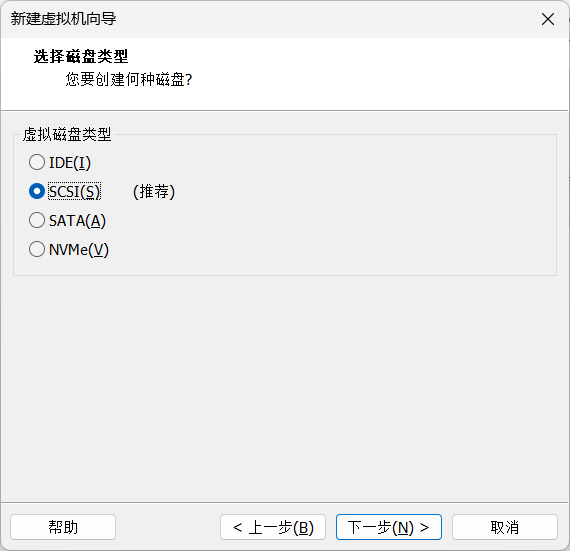 新建虚拟机向导
选择磁盘类型
您要创建何种磁盘?
虚拟磁盘类型
IDE(I)
SCSI(S) (推荐)
SATA(A)
NVMe(V)
帮助 < 上一步(B) 下一步(N) > 取消